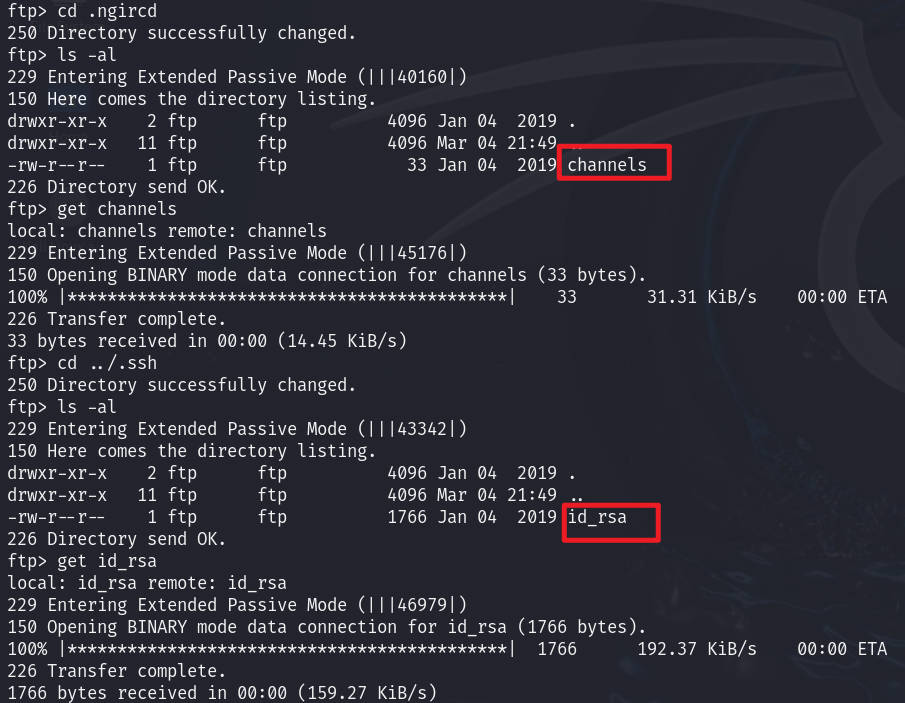 ftp> cd .ngircd
250 Directory successfully changed.
ftp> ls -al
229 Entering Extended Passive Mode (|||40160|)
150 Here comes the directory listing.
drwxr-xr-x    2 ftp      ftp          4096 Jan 04  2019 .
drwxr-xr-x   11 ftp      ftp          4096 Mar 04 21:49 ..
-rw-r--r--    1 ftp      ftp            33 Jan 04  2019 channels
226 Directory send OK.
ftp> get channels
local: channels remote: channels
229 Entering Extended Passive Mode (|||45176|)
150 Opening BINARY mode data connection for channels (33 bytes).
100% |********************************************|    33       31.31 KiB/s    00:00 ETA
226 Transfer complete.
33 bytes received in 00:00 (14.45 KiB/s)
ftp> cd ../.ssh
250 Directory successfully changed.
ftp> ls -al
229 Entering Extended Passive Mode (|||43342|)
150 Here comes the directory listing.
drwxr-xr-x    2 ftp      ftp          4096 Jan 04  2019 .
drwxr-xr-x   11 ftp      ftp          4096 Mar 04 21:49 ..
-rw-r--r--    1 ftp      ftp          1766 Jan 04  2019 id_rsa
226 Directory send OK.
ftp> get id_rsa
local: id_rsa remote: id_rsa
229 Entering Extended Passive Mode (|||46979|)
150 Opening BINARY mode data connection for id_rsa (1766 bytes).
100% |********************************************|  1766      192.37 KiB/s    00:00 ETA
226 Transfer complete.
1766 bytes received in 00:00 (159.27 KiB/s)